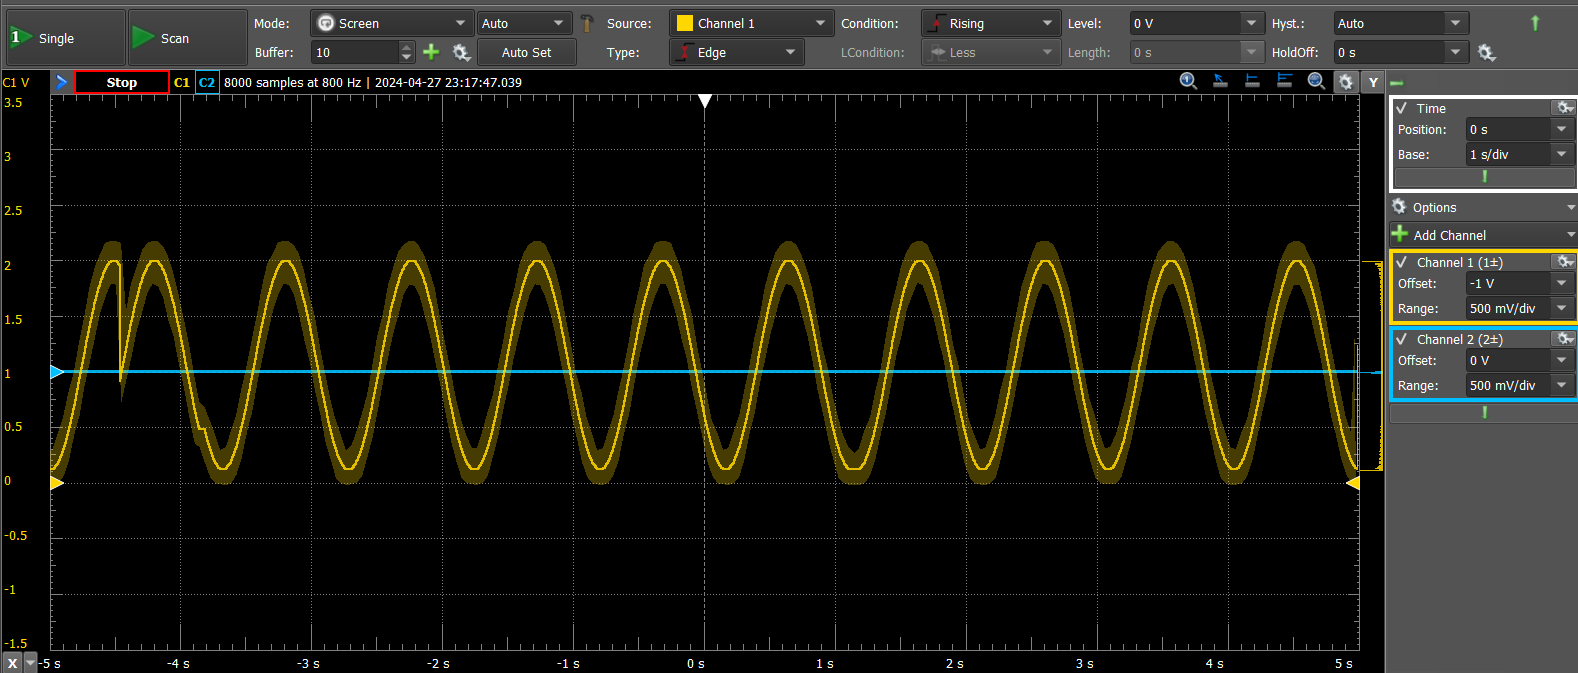 1 Single
Scan
Mode: Screen Auto Source: Channel 1 Condition: Rising Level: 0 V Hyst.: Auto
Buffer: 10 Auto Set Type: Edge LCondition: Less Length: 0 s HoldOff: 0 s
C1 V Stop C1 C2 8000 samples at 800 Hz | 2024-04-27 23:17:47.039 Y
3.5
3
2.5
2
1.5
1
0.5
0
-0.5
-1
-1.5
X -5 s -4 s -3 s -2 s -1 s 0 s 1 s 2 s 3 s 4 s 5 s
Time
Position: 0 s
Base: 1 s/div
Options
Add Channel
Channel 1 (1±)
Offset: -1 V
Range: 500 mV/div
Channel 2 (2±)
Offset: 0 V
Range: 500 mV/div